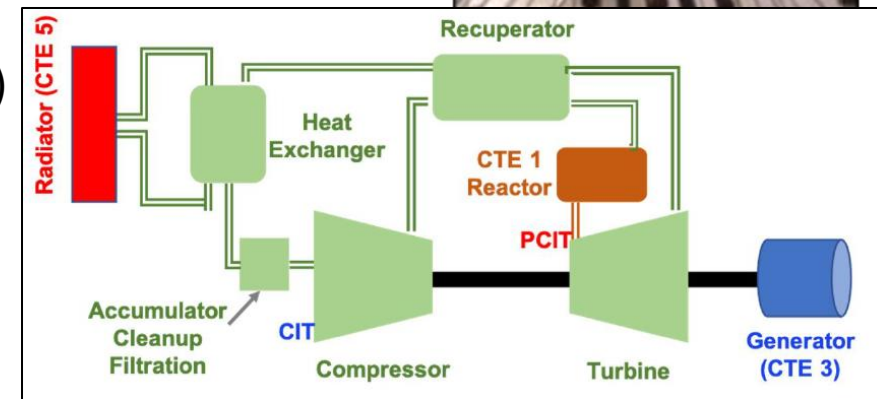 Recuperator
Radiator (CTE 5)
Heat
Exchanger
CTE 1
Reactor
PCIT
Accumulator
Cleanup
Filtration
CIT
Compressor
Turbine
Generator
(CTE 3)
)